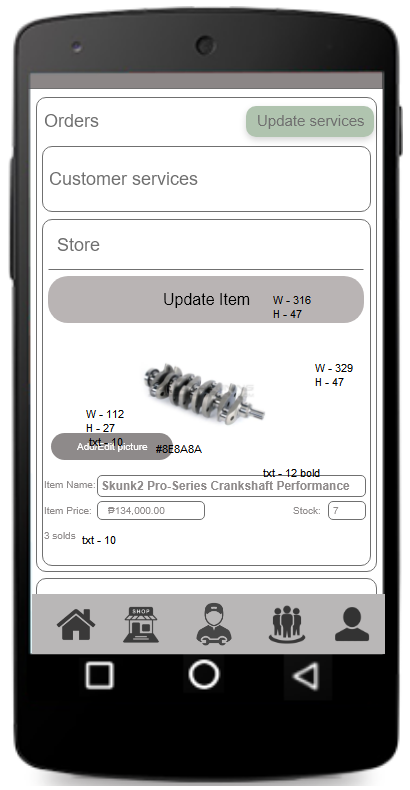 Orders
Update services
Customer services
Store
Update Item
W - 316
H - 47
W - 329
H - 47
W - 112
H - 27
txt - 10
Add/Edit picture
#8E8A8A
txt - 12 bold
Item Name:
Skunk2 Pro-Series Crankshaft Performance
Item Price:
₱134,000.00
Stock:
7
3 solds
txt - 10
SHOP